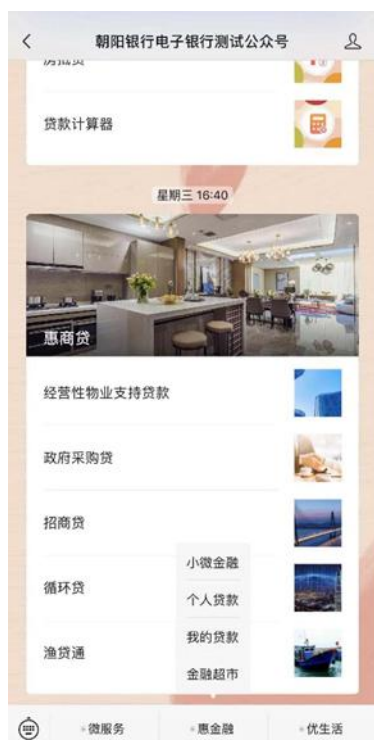 朝阳银行电子银行测试公众号
房抵贷
贷款计算器
星期三 16:40
惠商贷
经营性物业支持贷款
政府采购贷
招商贷
循环贷
渔贷通
小微金融
个人贷款
我的贷款
金融超市
微服务
惠金融
优生活